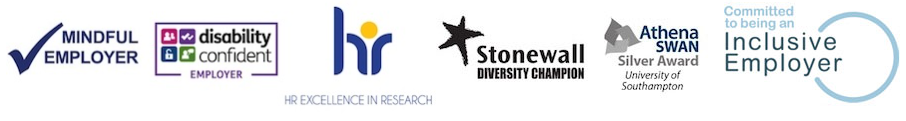 MINDFUL
EMPLOYER
disability
confident
EMPLOYER
hr
HR EXCELLENCE IN RESEARCH
Stonewall
DIVERSITY CHAMPION
Athena
SWAN
Silver Award
University of
Southampton
Committed
to being an
Inclusive
Employer